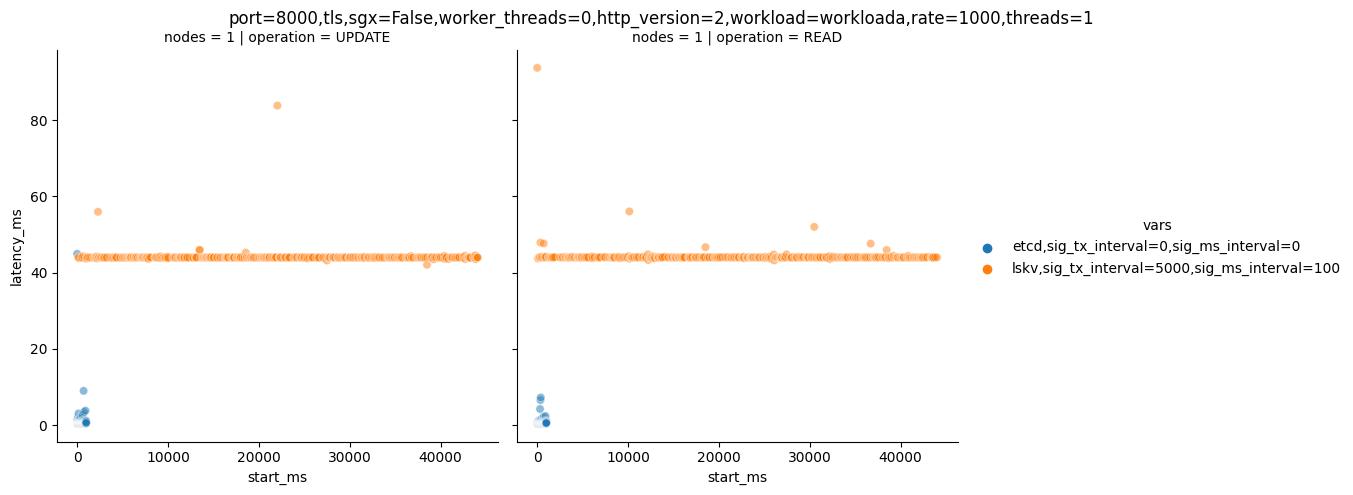 port=8000,tls,sgx=False,worker_threads=0,http_version=2,workload=workloada,rate=1000,threads=1
nodes = 1 | operation = UPDATE
nodes = 1 | operation = READ
latency_ms
80
60
40
20
0
0 10000 20000 30000 40000
start_ms
0 10000 20000 30000 40000
start_ms
vars
etcd,sig_tx_interval=0,sig_ms_interval=0
lskv,sig_tx_interval=5000,sig_ms_interval=100